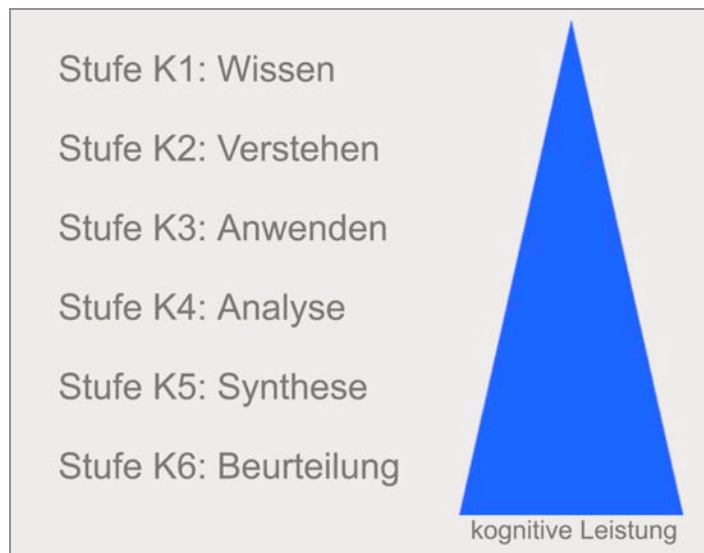 Stufe K1: Wissen
Stufe K2: Verstehen
Stufe K3: Anwenden
Stufe K4: Analyse
Stufe K5: Synthese
Stufe K6: Beurteilung
kognitive Leistung